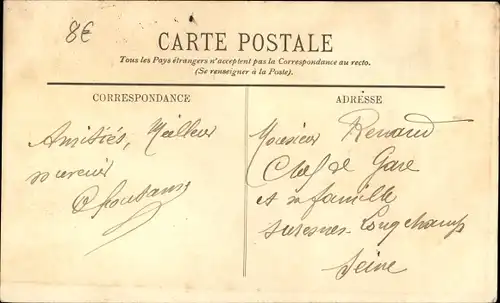 8€
CARTE POSTALE
Tous les Pays étrangers n'acceptent pas la Correspondance au recto.
(Se renseigner à la Poste).
CORRESPONDANCE
ADRESSE
Amitiés, Meilleur
souvenir
Monsieur Renaud
Chef de Gare
et sa famille
Suresnes-Longchamp
Seine